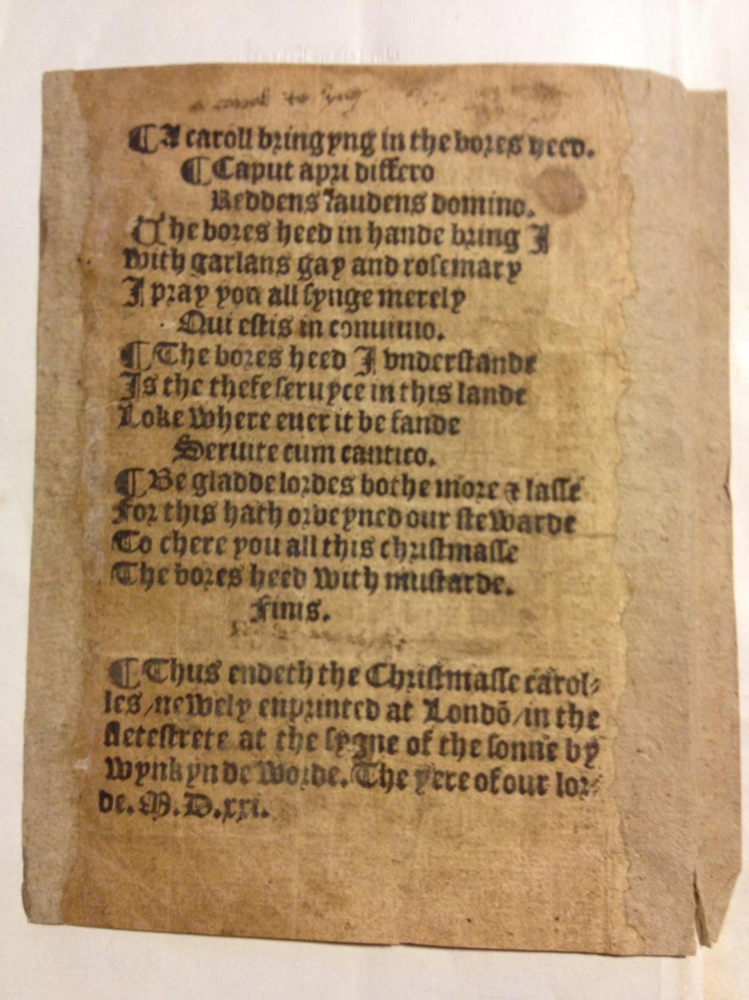 a carol to syng
¶ A caroll bringyng in the bores heed.
¶ Caput apri differo
Reddens laudens domino.
The bores heed in hande bring I
With garlans gay and rosemary
I pray you all synge merely
Qui estis in conuiuio.
¶ The bores heed I vnderstande
Is the thefe seruyce in this lande
Loke where euer it be fande
Seruite cum cantico.
¶ Be gladde lordes bothe more & lasse
For this hath ordeyned our stewarde
To chere you all this christmasse
The bores heed with mustarde.
Finis.
¶ Thus endeth the Christmasse carol⸗
les/newely enprinted at Londō/in the
fletestrete at the sygne of the sonne by
wynkyn de worde. The yere of our lor⸗
de. M.D.xxi.